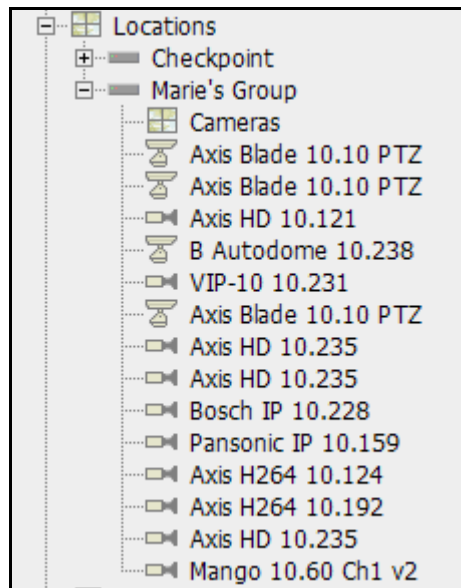 Locations
Checkpoint
Marie's Group
Cameras
Axis Blade 10.10 PTZ
Axis Blade 10.10 PTZ
Axis HD 10.121
B Autodome 10.238
VIP-10 10.231
Axis Blade 10.10 PTZ
Axis HD 10.235
Axis HD 10.235
Bosch IP 10.228
Pansonic IP 10.159
Axis H264 10.124
Axis H264 10.192
Axis HD 10.235
Mango 10.60 Ch1 v2